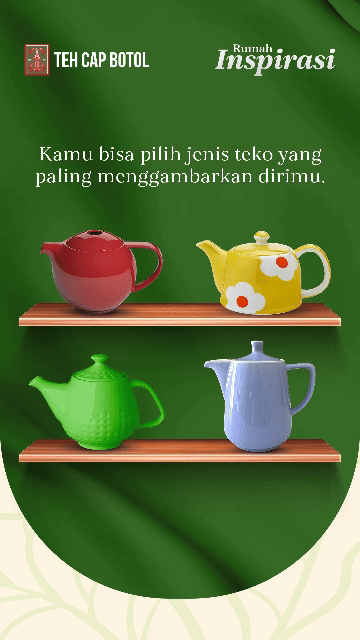 TEH CAP BOTOL
Rumah
Inspirasi
Kamu bisa pilih jenis teko yang
paling menggambarkan dirimu.